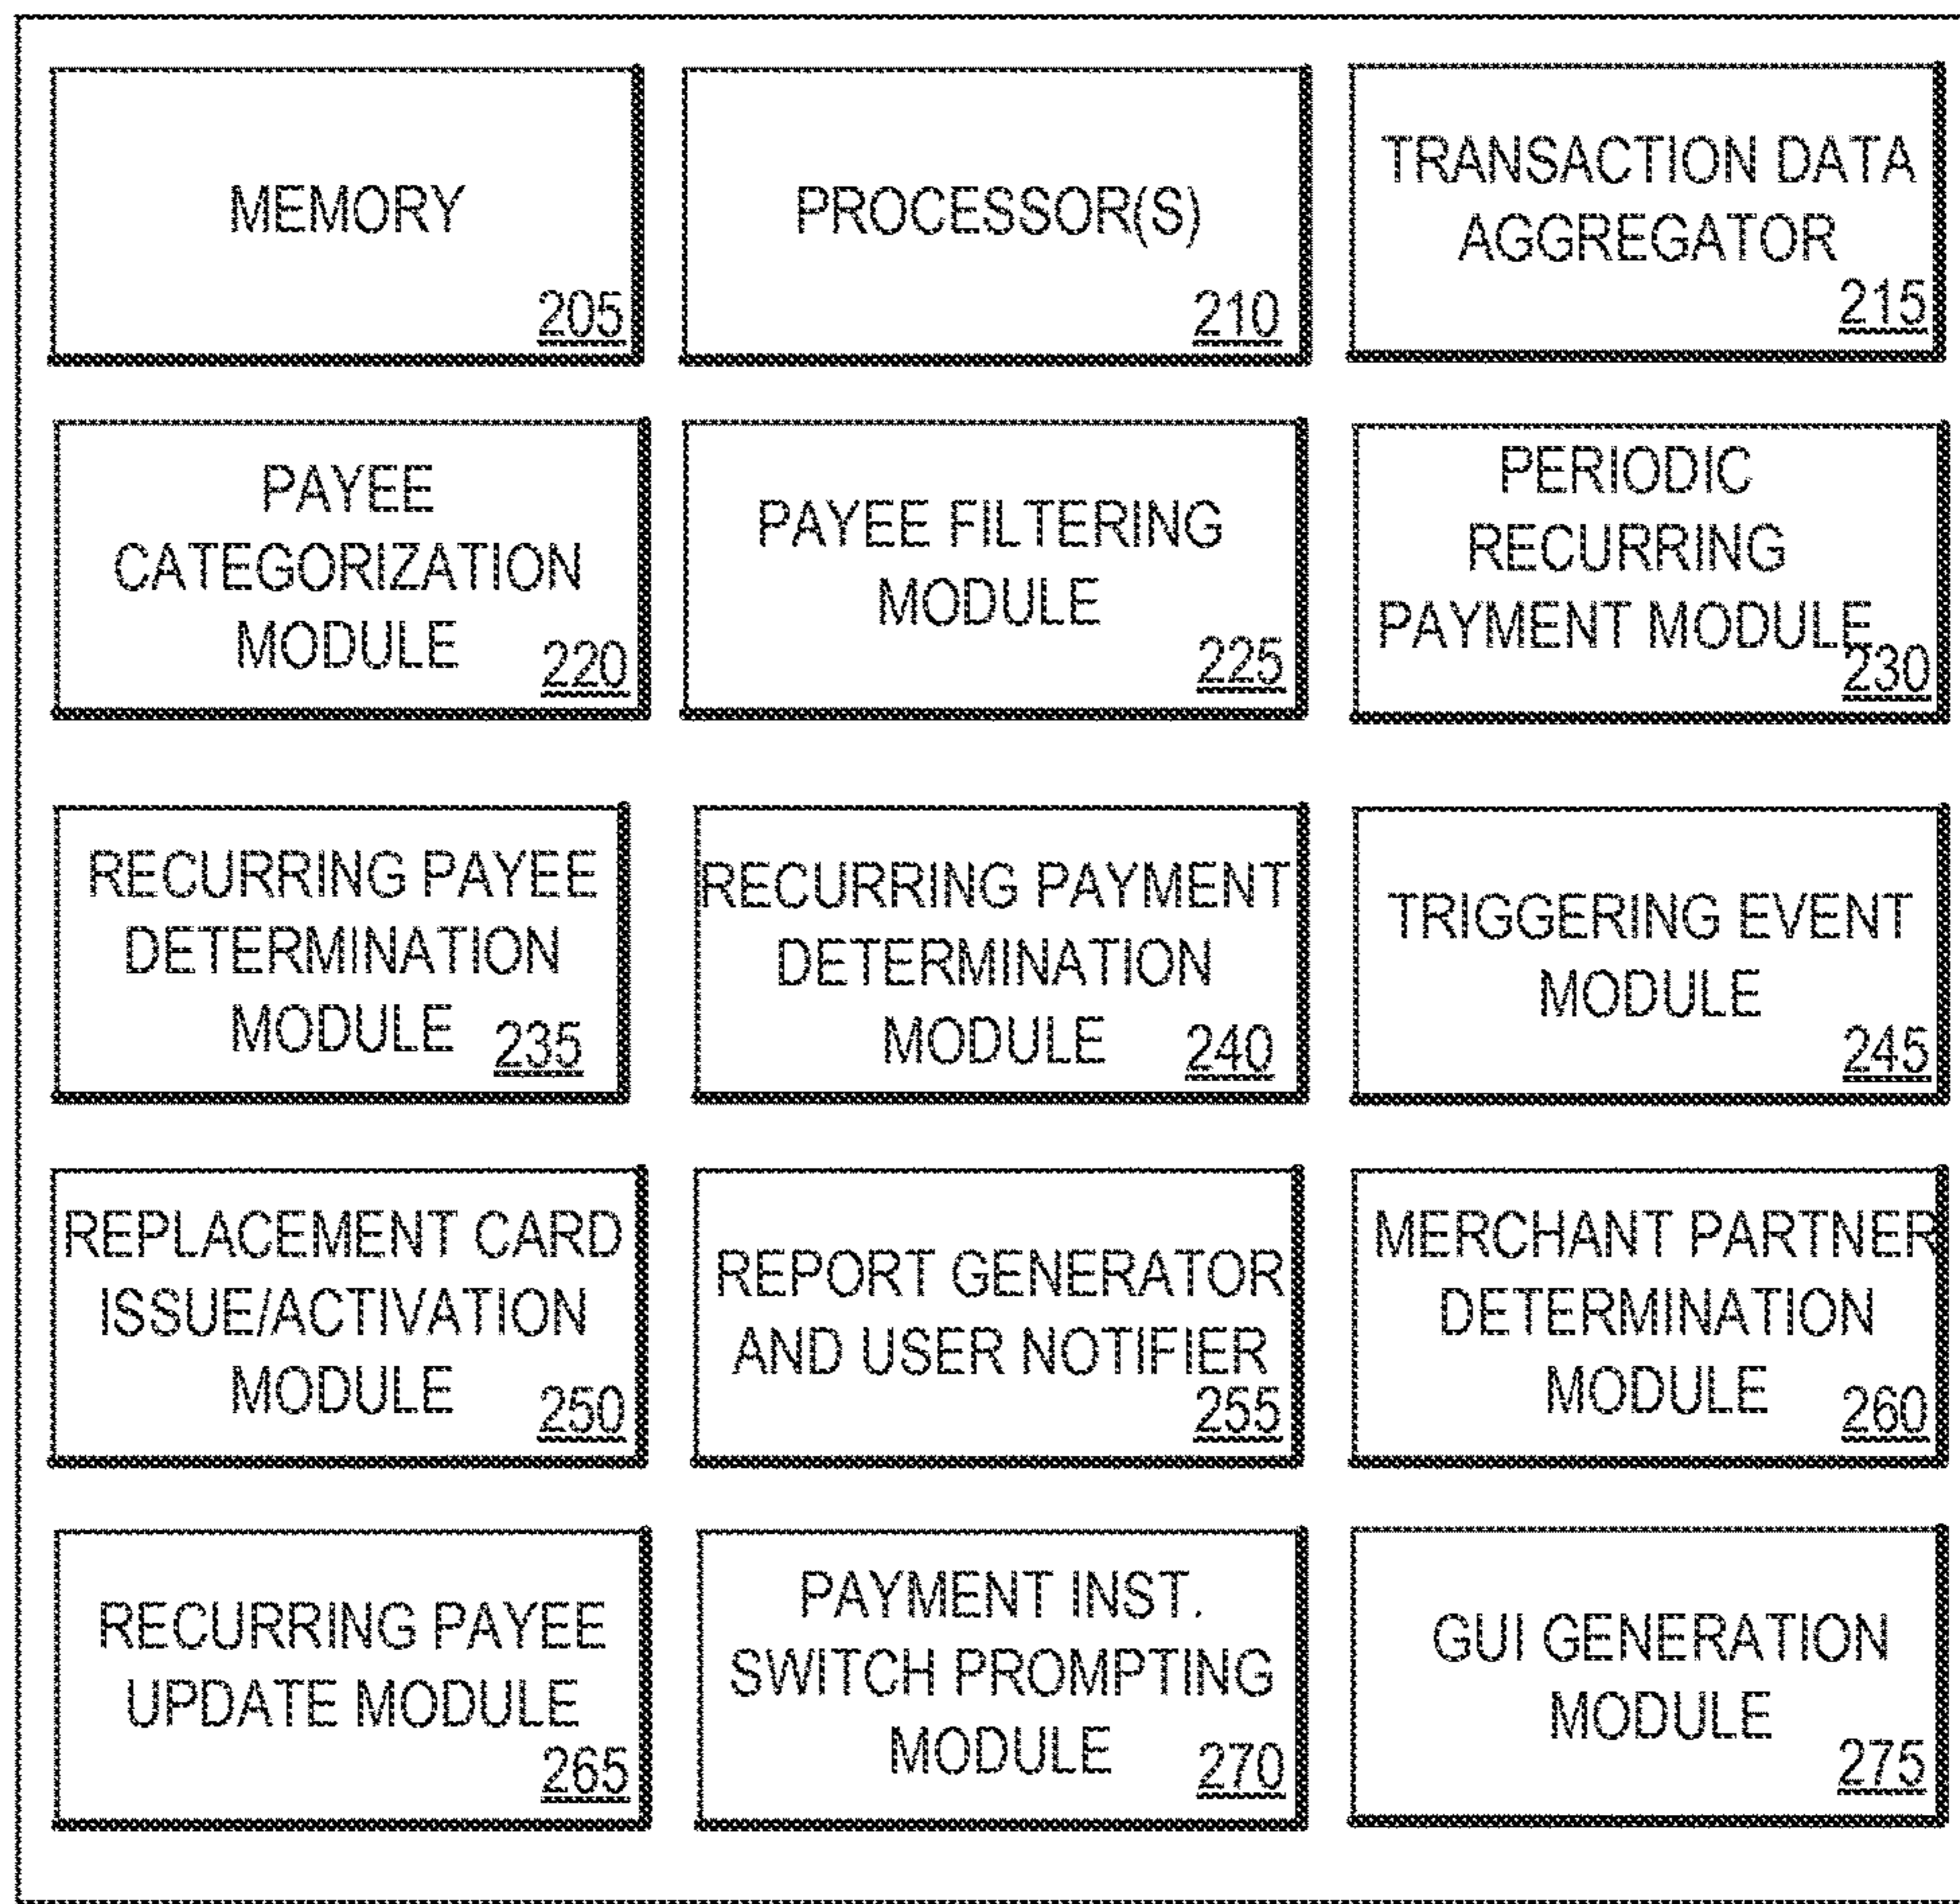 MEMORY
205
PROCESSOR(S)
210
TRANSACTION DATA
AGGREGATOR
215
PAYEE
CATEGORIZATION
MODULE
220
PAYEE FILTERING
MODULE
225
PERIODIC
RECURRING
PAYMENT MODULE
230
RECURRING PAYEE
DETERMINATION
MODULE
235
RECURRING PAYMENT
DETERMINATION
MODULE
240
TRIGGERING EVENT
MODULE
245
REPLACEMENT CARD
ISSUE/ACTIVATION
MODULE
250
REPORT GENERATOR
AND USER NOTIFIER
255
MERCHANT PARTNER
DETERMINATION
MODULE
260
RECURRING PAYEE
UPDATE MODULE
265
PAYMENT INST.
SWITCH PROMPTING
MODULE
270
GUI GENERATION
MODULE
275